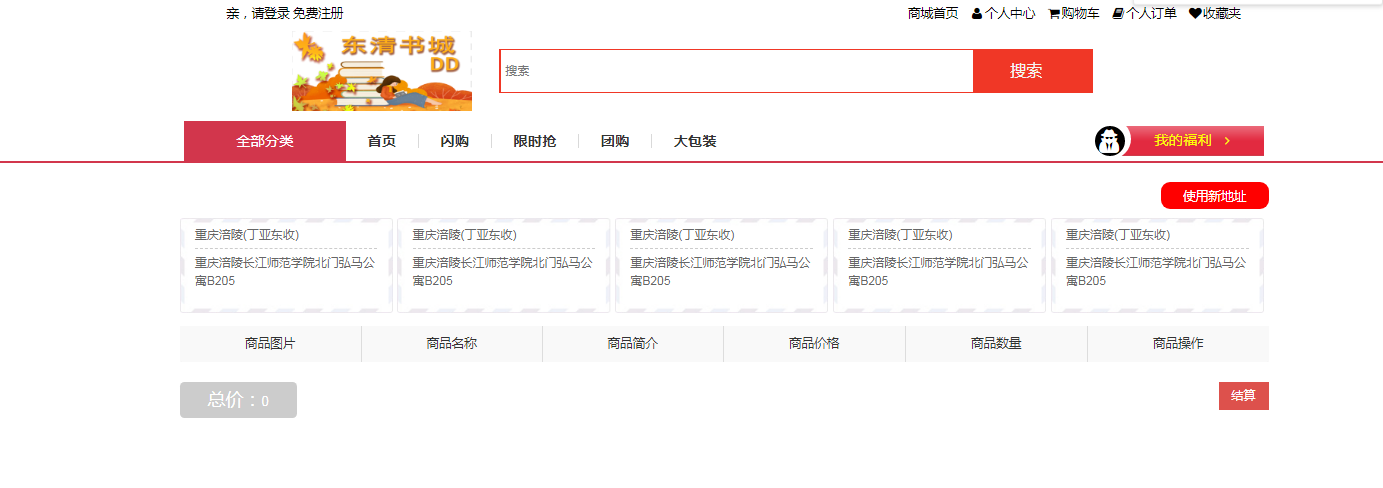 亲，请登录 免费注册
商城首页 个人中心 购物车 个人订单 收藏夹
东清书城
DD
搜索 搜索
全部分类 首页 闪购 限时抢 团购 大包装 我的福利 >
使用新地址
重庆涪陵(丁亚东收) 重庆涪陵(丁亚东收) 重庆涪陵(丁亚东收) 重庆涪陵(丁亚东收) 重庆涪陵(丁亚东收)
重庆涪陵长江师范学院北门弘马公 重庆涪陵长江师范学院北门弘马公 重庆涪陵长江师范学院北门弘马公 重庆涪陵长江师范学院北门弘马公 重庆涪陵长江师范学院北门弘马公
寓B205 寓B205 寓B205 寓B205 寓B205
商品图片 商品名称 商品简介 商品价格 商品数量 商品操作
总价：0 结算